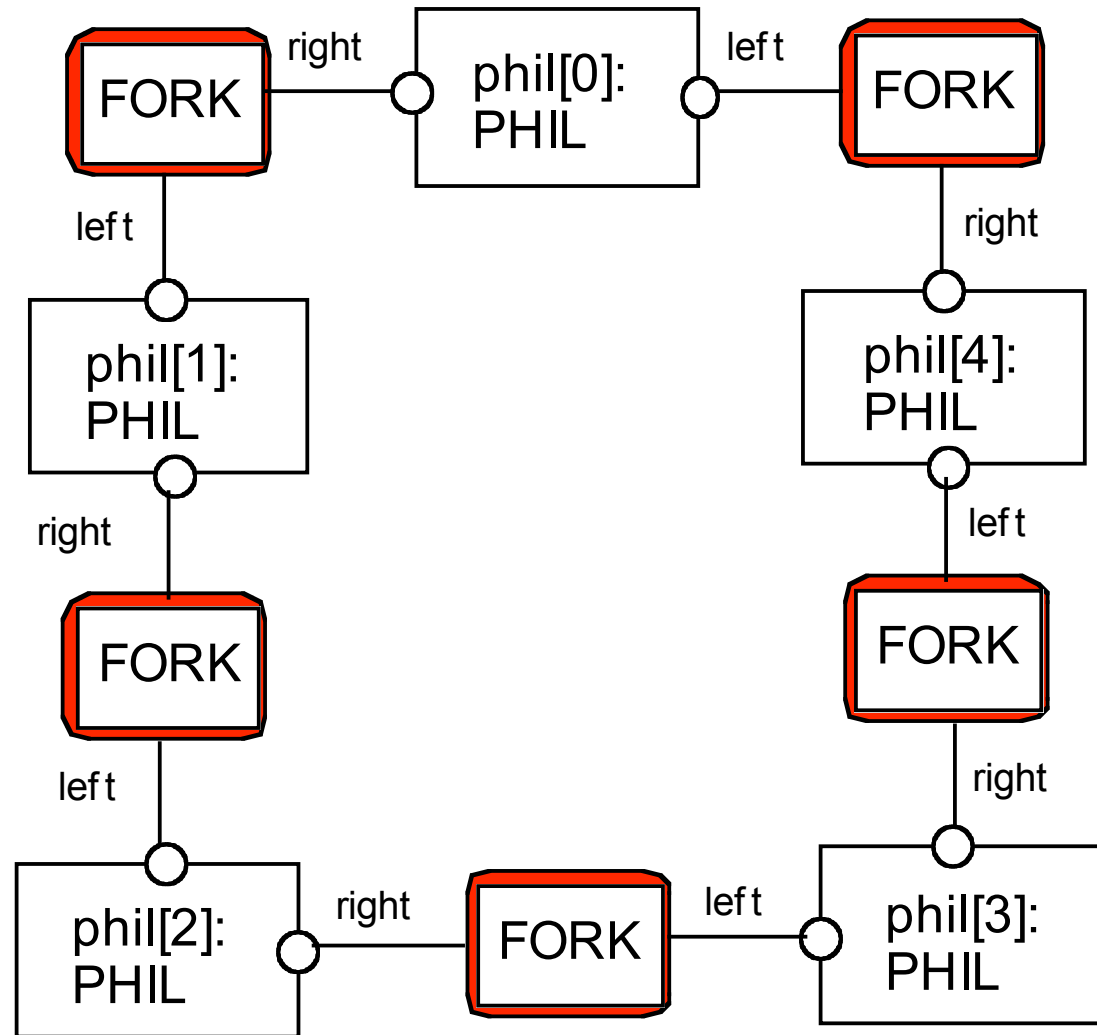 right
phil[0]:
PHIL
left
FORK
FORK
left
right
phil[1]:
PHIL
phil[4]:
PHIL
right
left
FORK
FORK
left
right
phil[2]:
PHIL
right
FORK
left
phil[3]:
PHIL